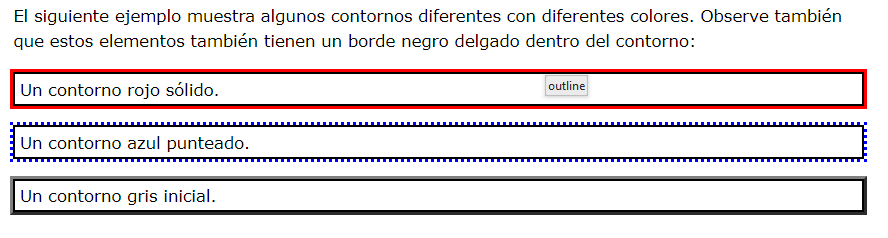 El siguiente ejemplo muestra algunos contornos diferentes con diferentes colores. Observe también
que estos elementos también tienen un borde negro delgado dentro del contorno:
Un contorno rojo sólido.
outline
Un contorno azul punteado.
Un contorno gris inicial.